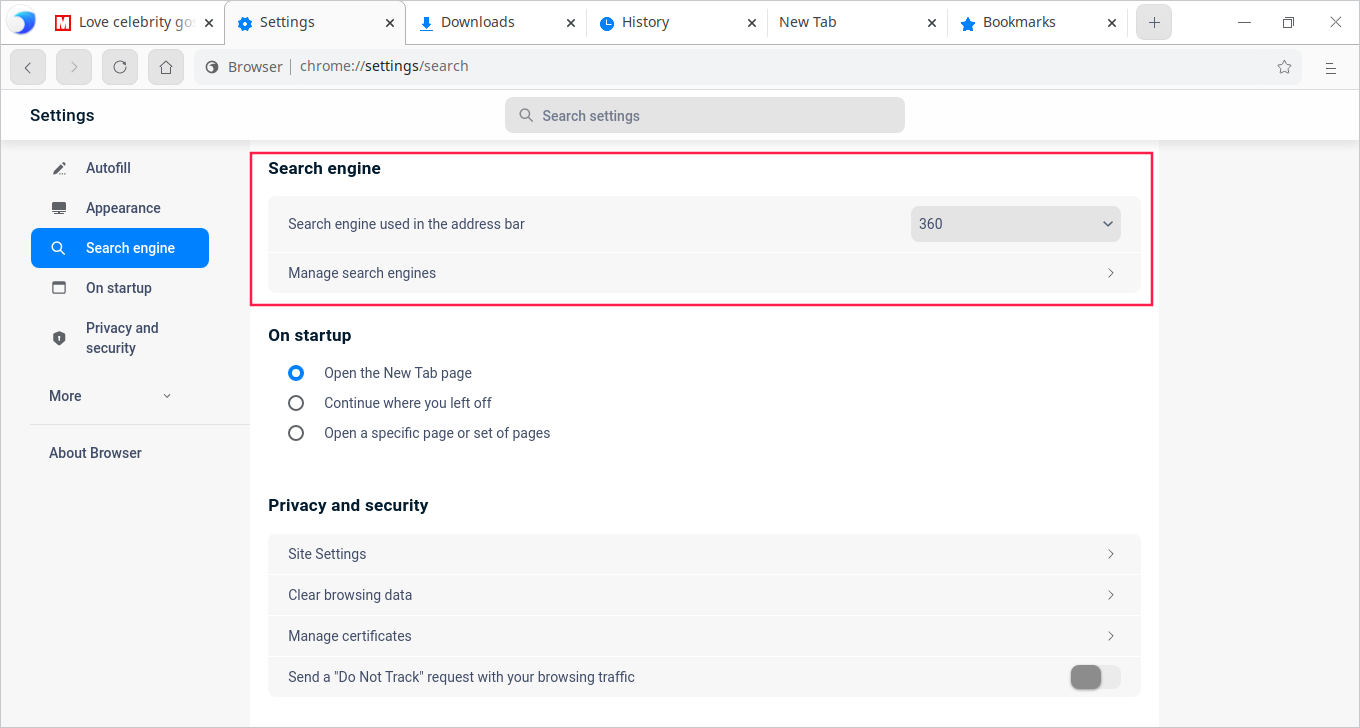 Love celebrity go
Settings
Downloads
History
New Tab
Bookmarks
Browser | chrome://settings/search
Settings
Search settings
Autofill
Appearance
Search engine
On startup
Privacy and
security
More
About Browser
Search engine
Search engine used in the address bar
360
Manage search engines
On startup
Open the New Tab page
Continue where you left off
Open a specific page or set of pages
Privacy and security
Site Settings
Clear browsing data
Manage certificates
Send a "Do Not Track" request with your browsing traffic